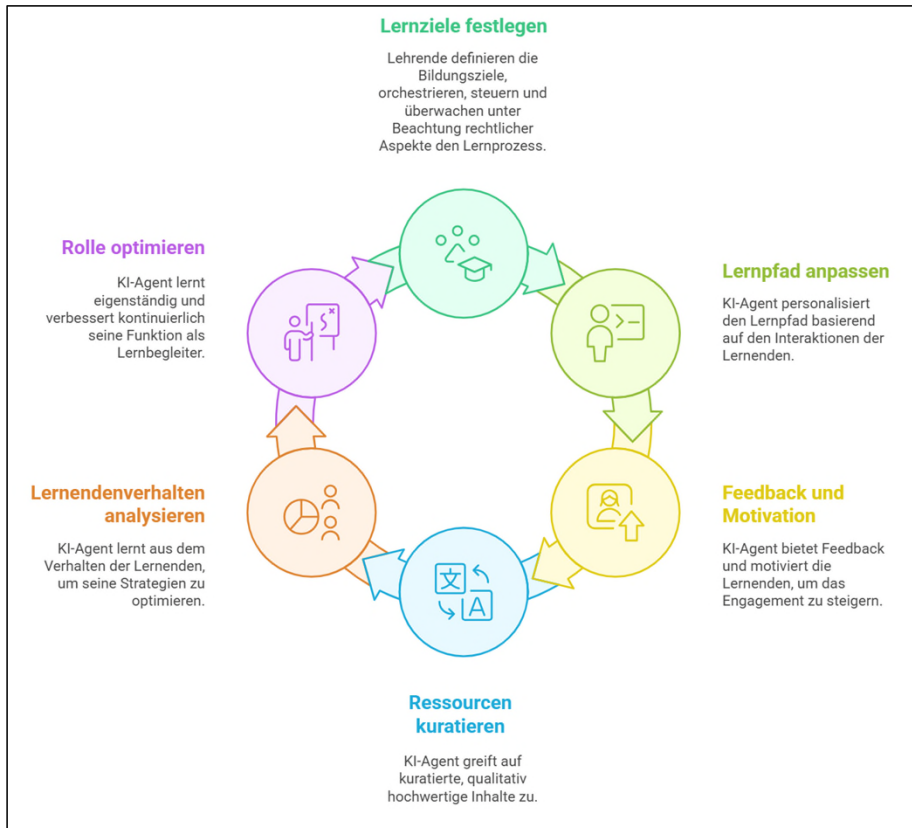 Lernziele festlegen
Lehrende definieren die
Bildungsziele,
orchestrieren, steuern und
überwachen unter
Beachtung rechtlicher
Aspekte den Lernprozess.
Lernpfad anpassen
KI-Agent personalisiert
den Lernpfad basierend
auf den Interaktionen der
Lernenden.
Feedback und
Motivation
KI-Agent bietet Feedback
und motiviert die
Lernenden, um das
Engagement zu steigern.
文
A
Ressourcen
kuratieren
KI-Agent greift auf
kuratierte, qualitativ
hochwertige Inhalte zu.
Lernendenverhalten
analysieren
KI-Agent lernt aus dem
Verhalten der Lernenden,
um seine Strategien zu
optimieren.
Rolle optimieren
KI-Agent lernt
eigenständig und
verbessert kontinuierlich
seine Funktion als
Lernbegleiter.